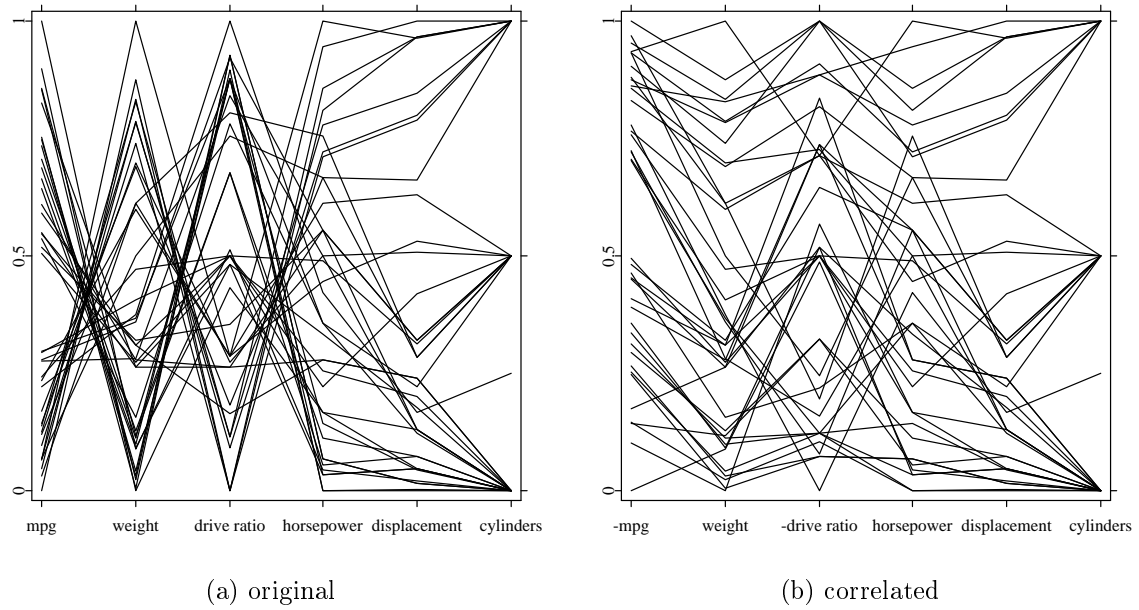 1
0.5
0
mpg weight drive ratio horsepower displacement cylinders
(a) original
1
0.5
0
-mpg weight -drive ratio horsepower displacement cylinders
(b) correlated